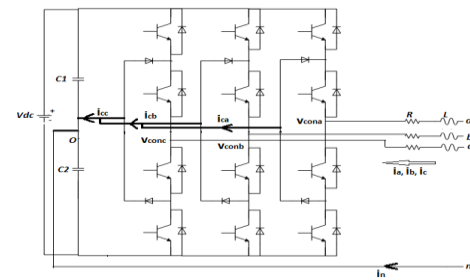 C1
Vdc
+
icc
icb
ica
Vcona
R
L
a
O
Vconc
Vconb
b
c
C2
ia, ib, ic
in
n